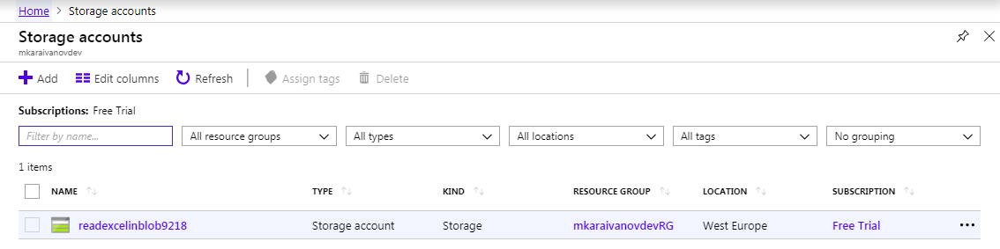 Home > Storage accounts
Storage accounts
mkaraivanovdev
Add Edit columns Refresh Assign tags Delete
Subscriptions: Free Trial
Filter by name... All resource groups All types All locations All tags No grouping
1 items
NAME TYPE KIND RESOURCE GROUP LOCATION SUBSCRIPTION
readexcelinblob9218 Storage account Storage mkaraivanovdevRG West Europe Free Trial